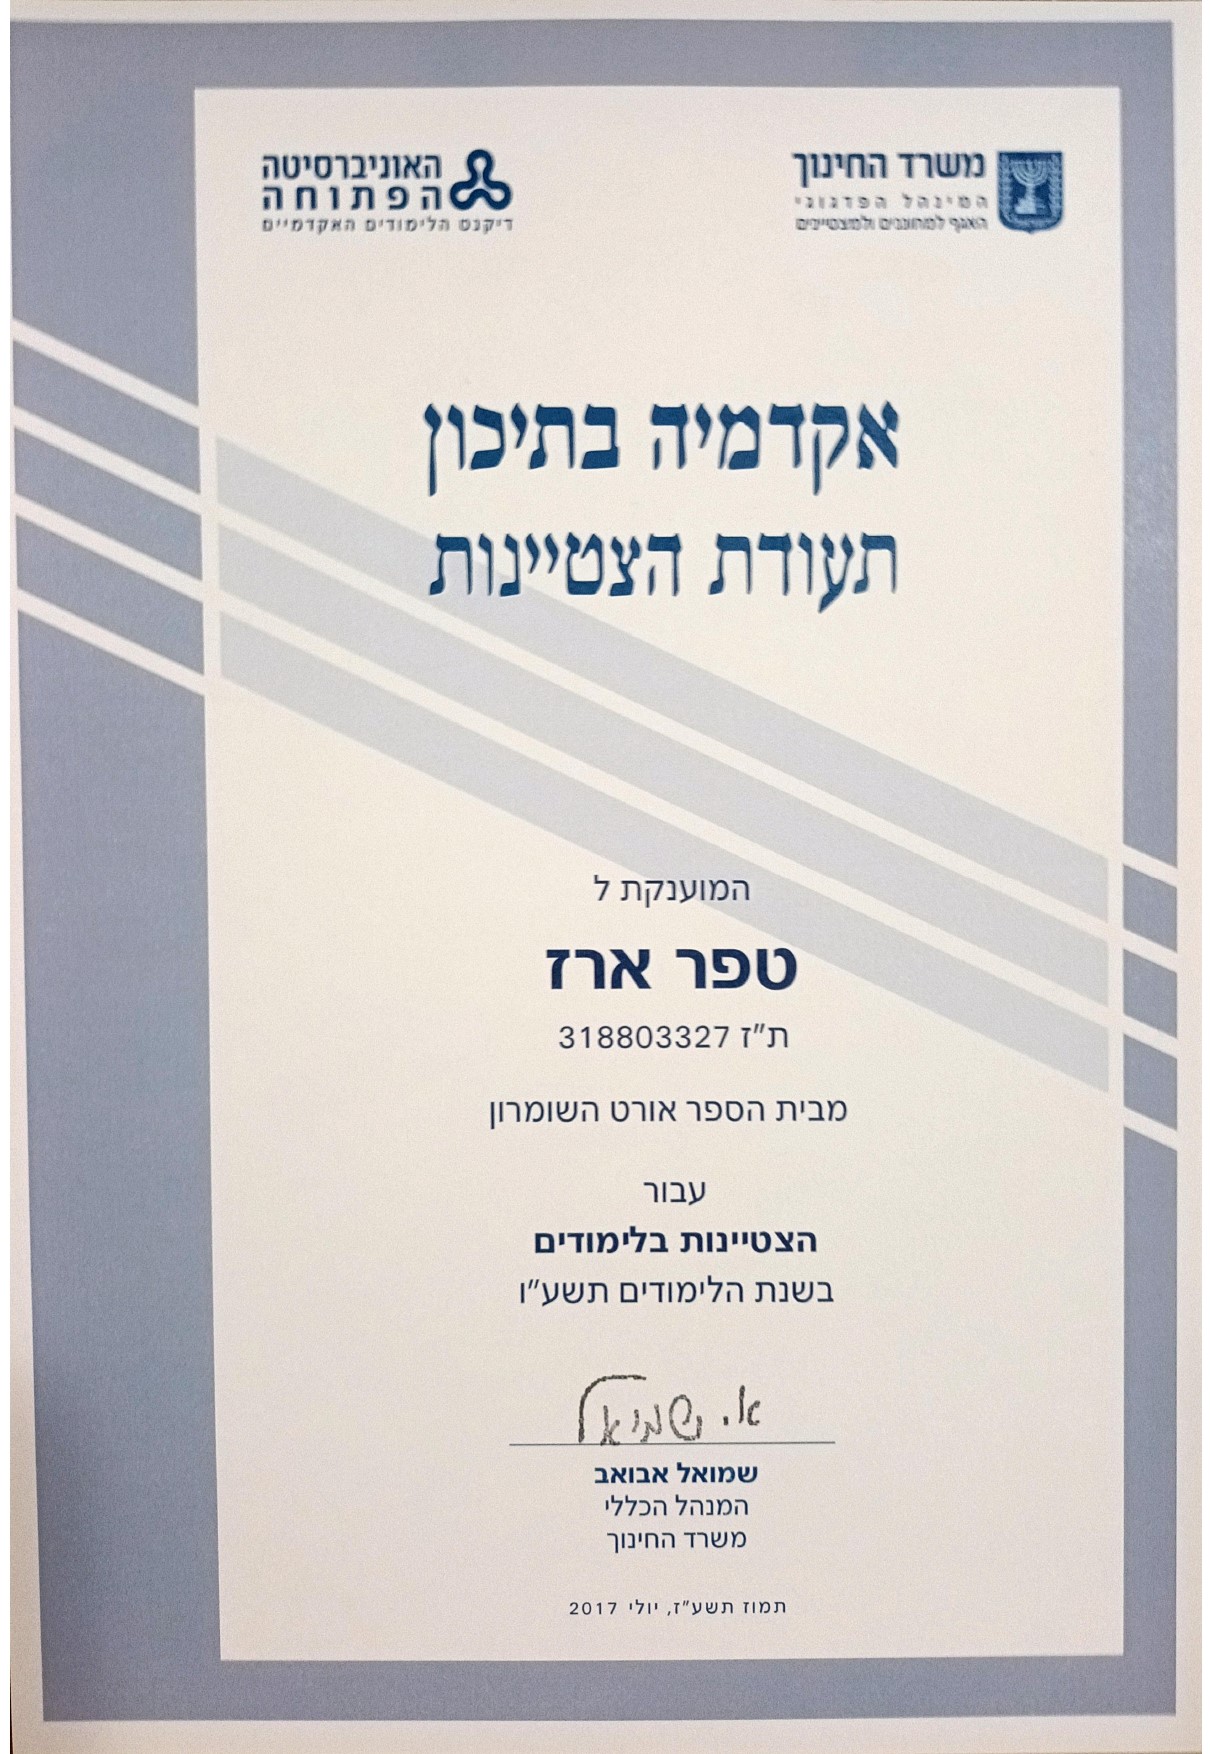 משרד החינוך
המינהל הפדגוגי
האגף למחוננים ולמצטיינים
האוניברסיטה
הפתוחה
דיקנט הלימודים האקדמיים
אקדמיה בתיכון
תעודת הצטיינות
המוענקת ל
טפר ארז
ת"ז 318803327
מבית הספר אורט השומרון
עבור
הצטיינות בלימודים
בשנת הלימודים תשע"ו
שמואל אבואב
המנהל הכללי
משרד החינוך
תמוז תשע"ז, יולי 2017